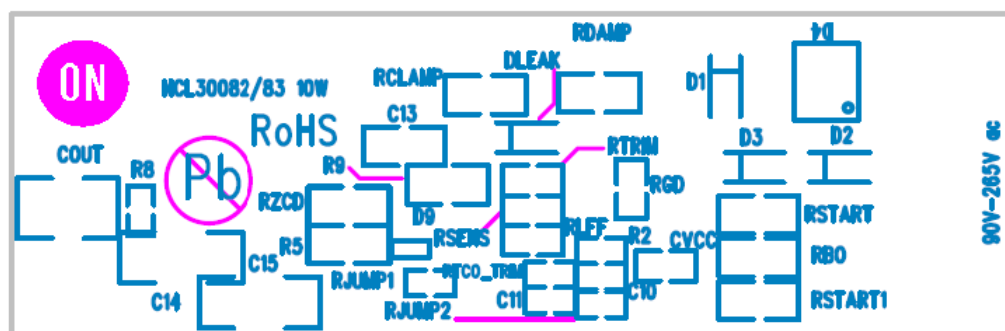 RDAMP
D4
DLEAK
ON
NCL30082/83 10W
RCLAMP
D1
C13
RoHS
COUT
R8
Pb
R9
RTRIM
D3
D2
RZCD
D9
RGD
RSTART
90V-265V ac
RSENS
RLFF
R2
CVCC
R5
RBO
C15
RJUMP1
RTCO_TRIM
C14
RJUMP2
C11
C10
RSTART1